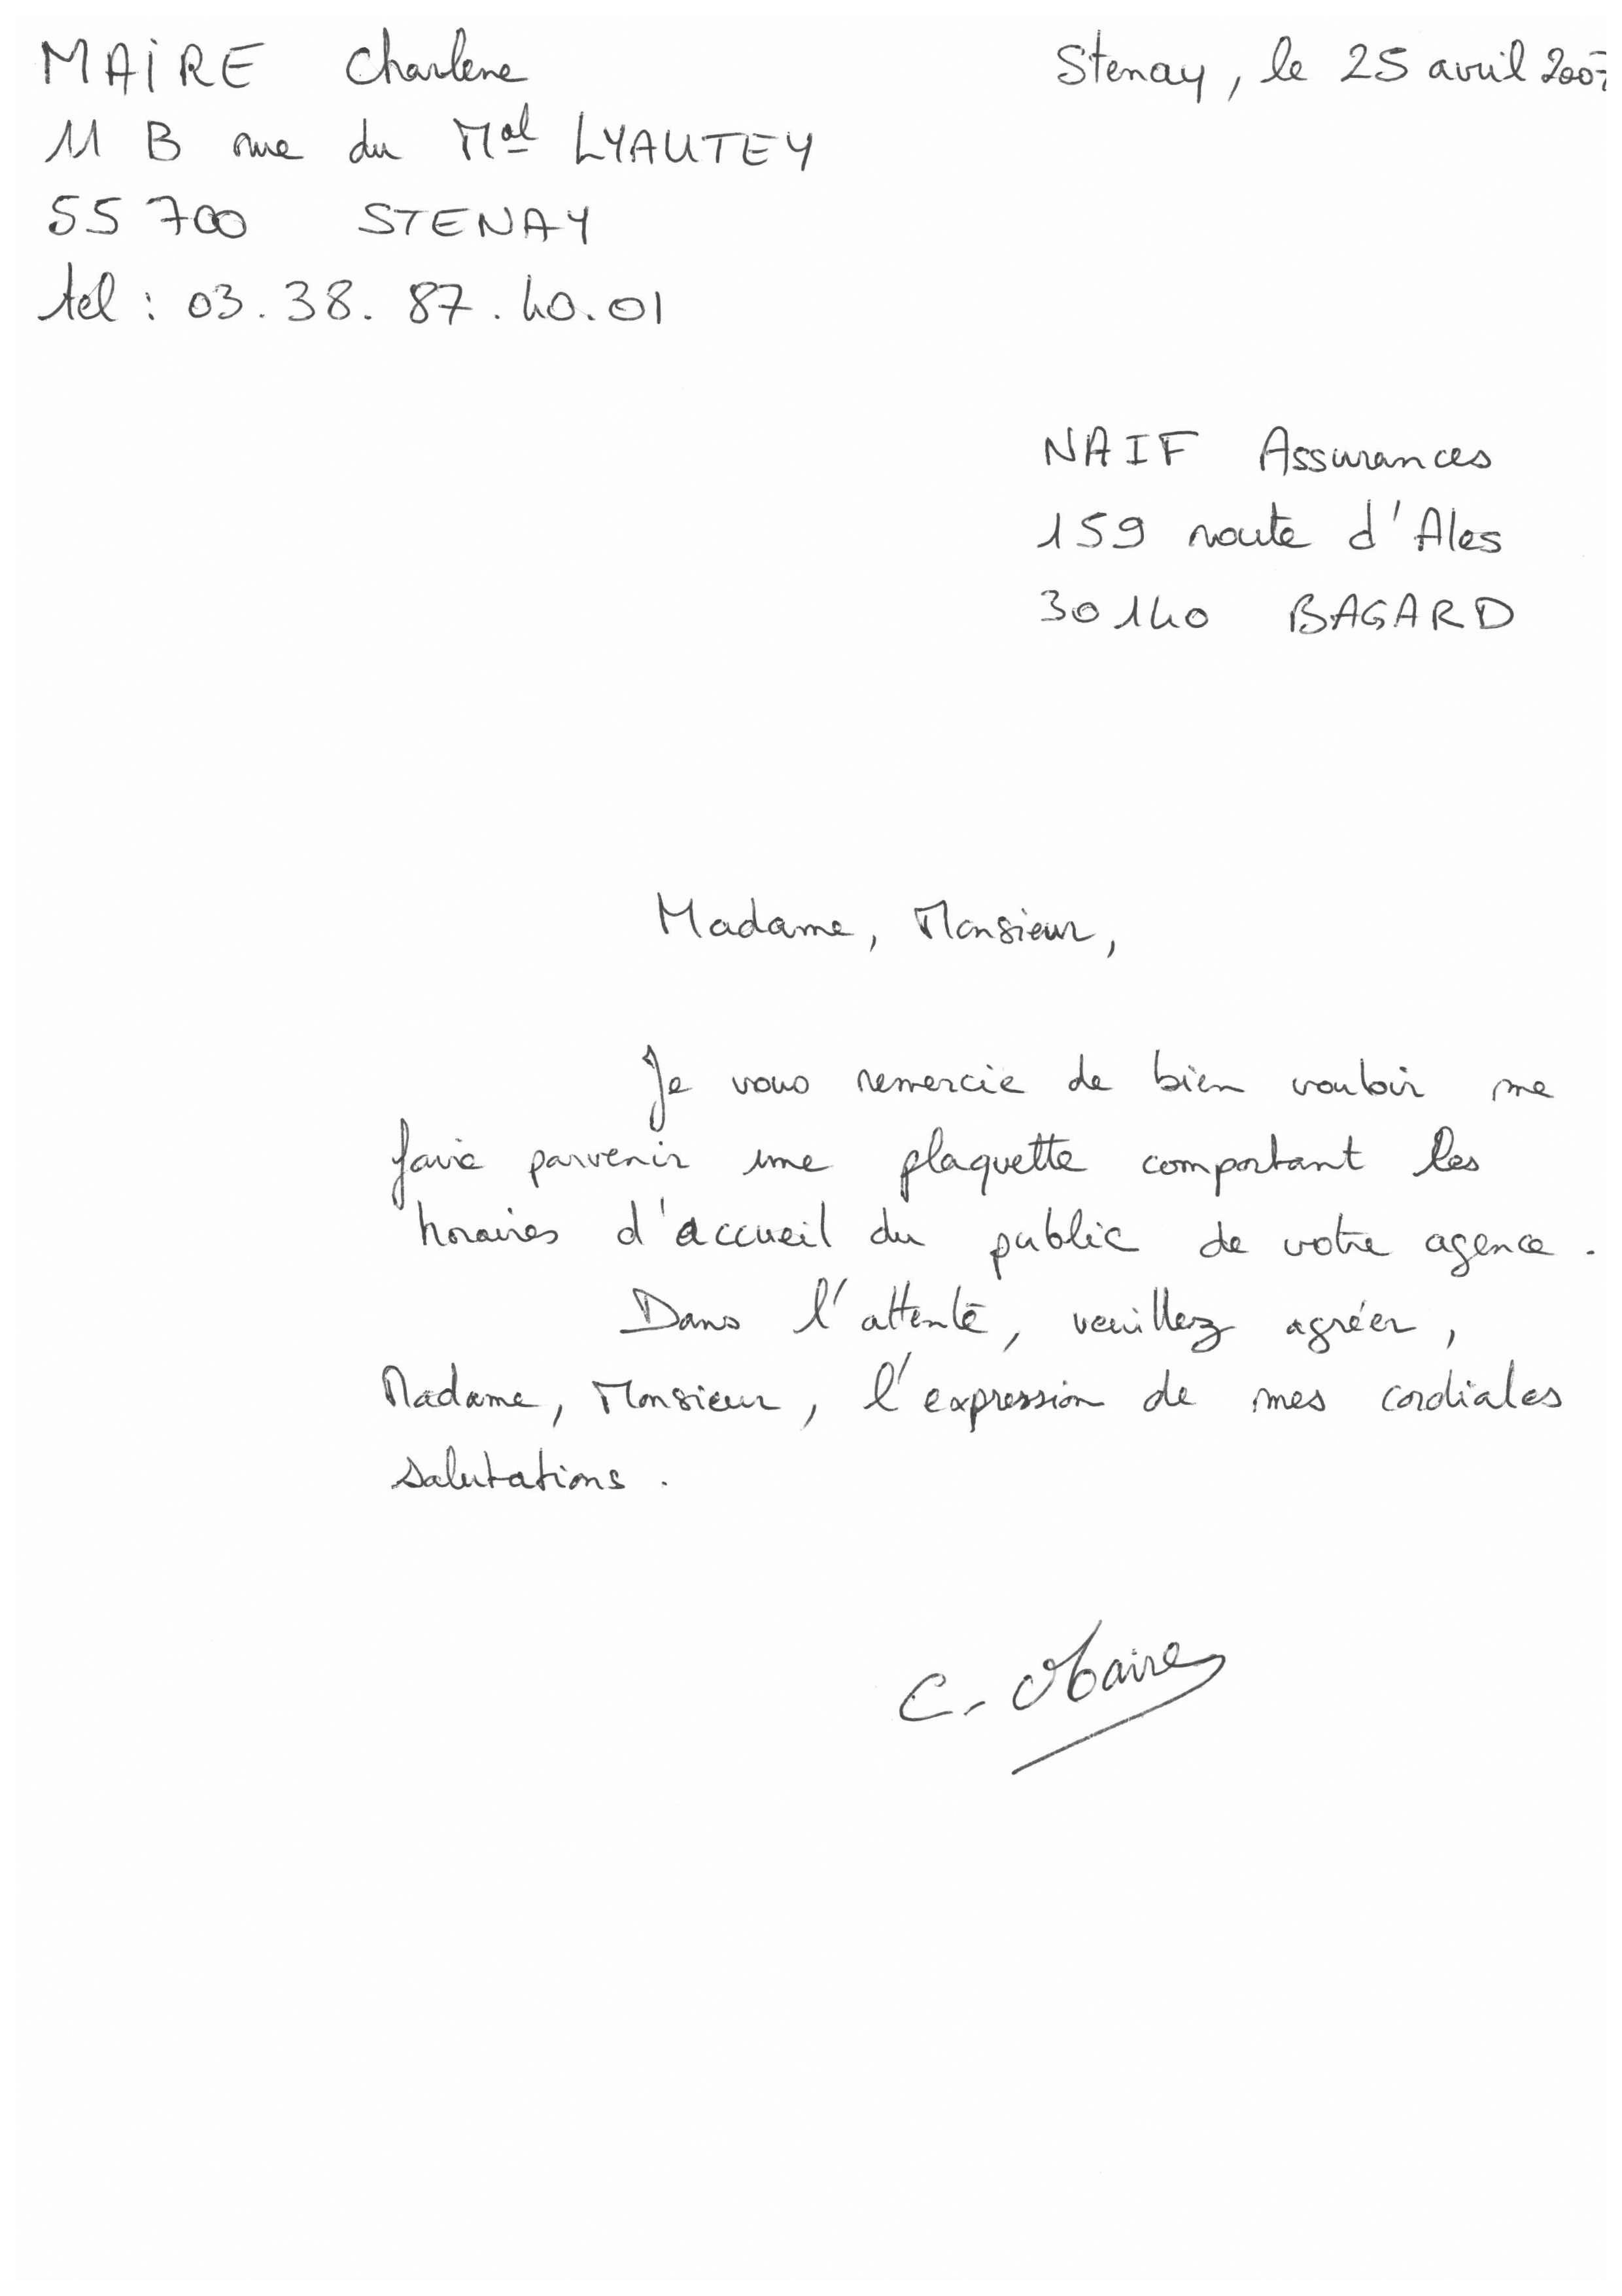 MAIRE Charlene
Stenay, le 25 avril 2007
11 B rue du Mal LYAUTEY
55 700 STENAY
tel : 03.38.87.40.01
NAIF Assurances
159 route d'Ales
30140 BAGARD
Madame, Monsieur,
Je vous remercie de bien vouloir me
faire parvenir une plaquette comportant les
horaires d'accueil du public de votre agence.
Dans l'attente, veuillez agréer,
Madame, Monsieur, l'expression de mes cordiales
salutations.
C. Maire